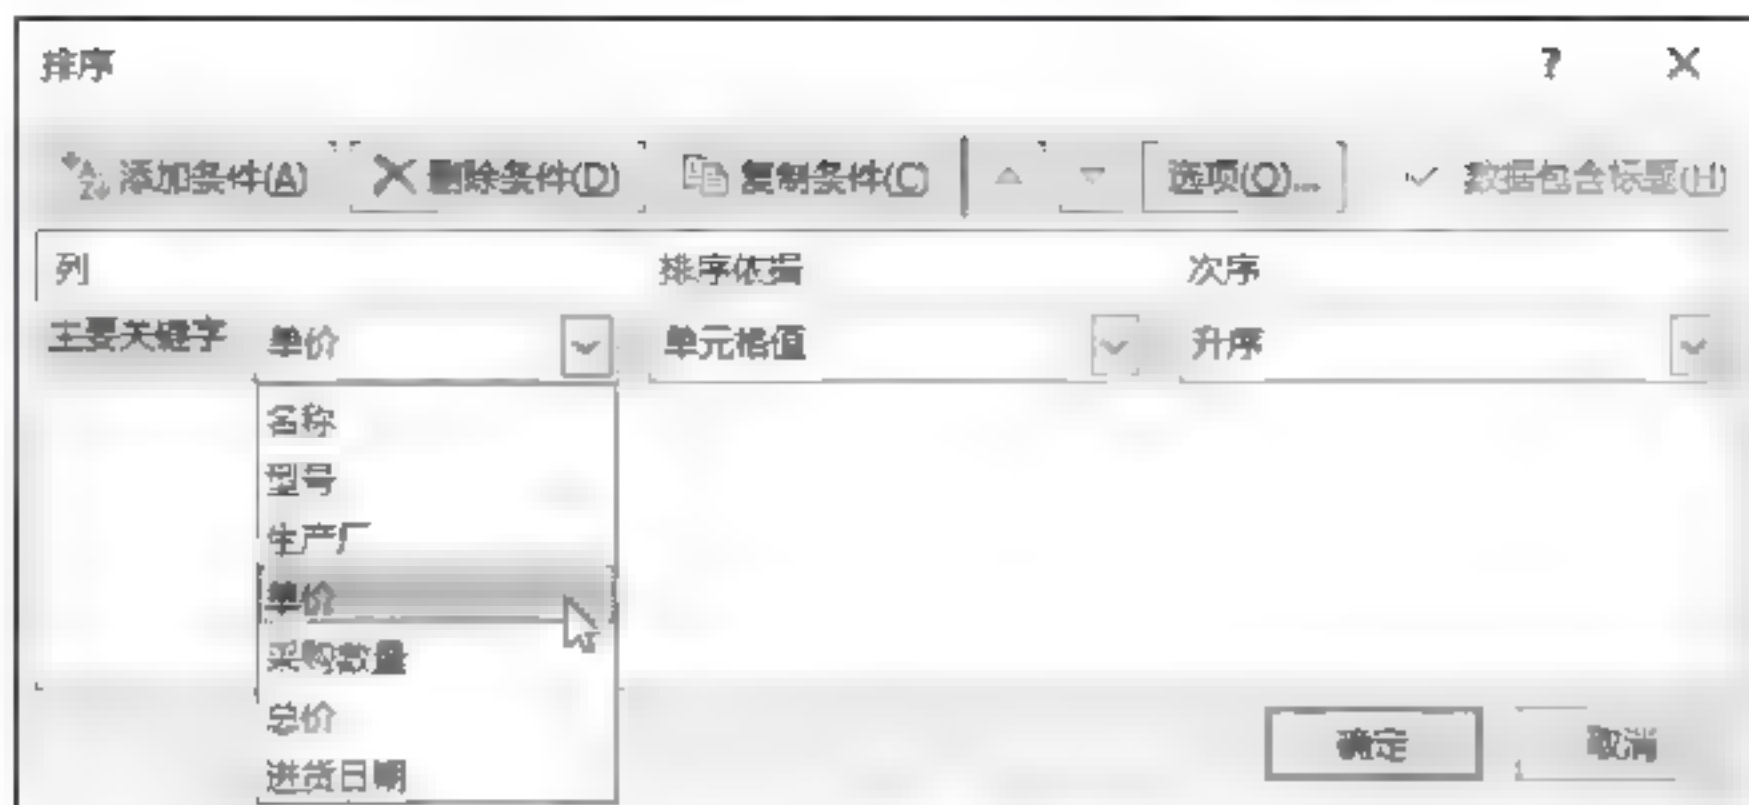 排序 ?
添加条件(A) 删除条件(D) 复制条件(C) 选项(O)... 数据包含标题(H)
列 排序依据 次序
主要关键字 单价 单元格值 升序
名称
型号
生产厂
单价
采购数量
总价
进货日期
确定 取消